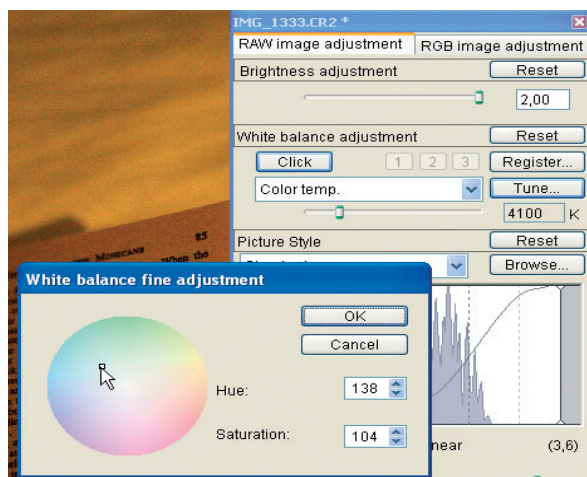 IMG_1333.CR2 *
RAW image adjustment RGB image adjustment
Brightness adjustment Reset
2,00
White balance adjustment Reset
Click 1 2 3 Register...
Color temp. Tune...
4100 K
Picture Style Reset
Browse...
85
MOHICANS
When the
White balance fine adjustment
OK
Cancel
Hue: 138
Saturation: 104
near (3,6)